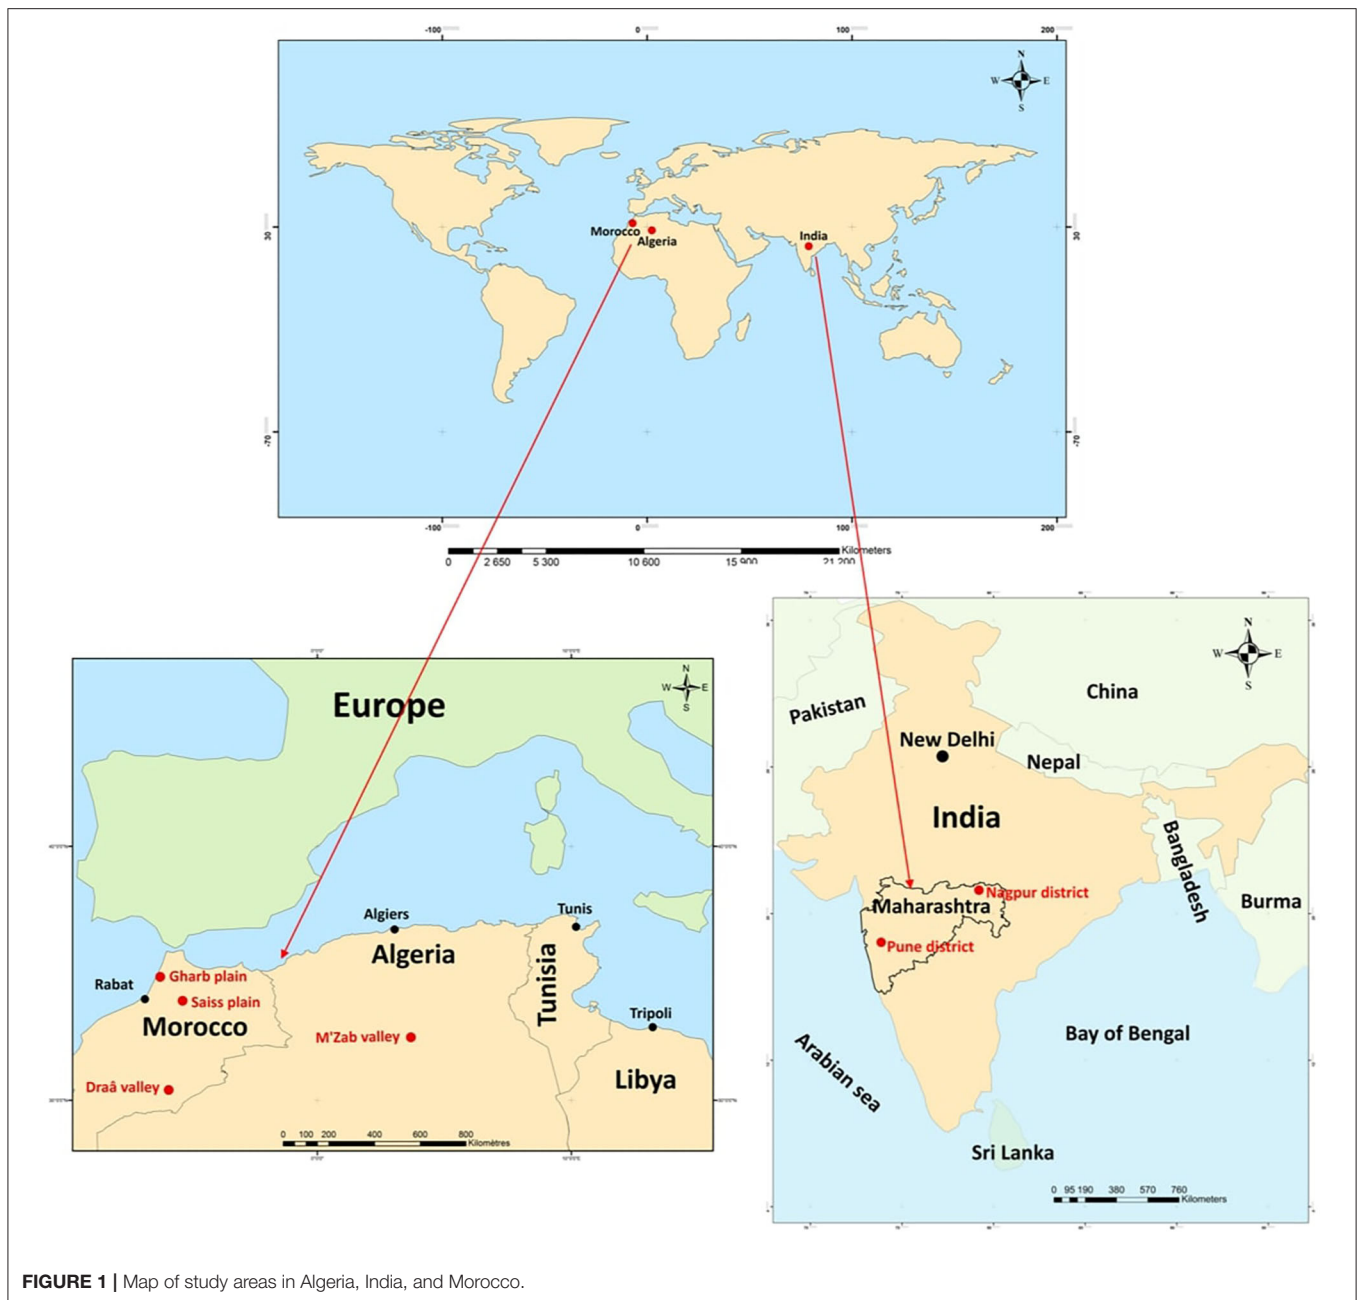 -100 0 100 200
N
W E
S
30 30
Morocco
Algeria
India
-70 -70
-100 0 100 200
Kilometers
0 2 650 5 300 10 600 15 900 21 200
N
W E
S
Europe
Algiers
Tunis
Algeria
Tunisia
Rabat
Gharb plain
Saiss plain
Morocco
M'Zab valley
Tripoli
Libya
Draâ valley
0 100 200 400 600 800
Kilomètres
N
W E
S
China
Pakistan
New Delhi
Nepal
India
Bangladesh
Nagpur district
Maharashtra
Burma
Pune district
Bay of Bengal
Arabian sea
Sri Lanka
0 95 190 380 570 760
Kilometers
FIGURE 1 | Map of study areas in Algeria, India, and Morocco.